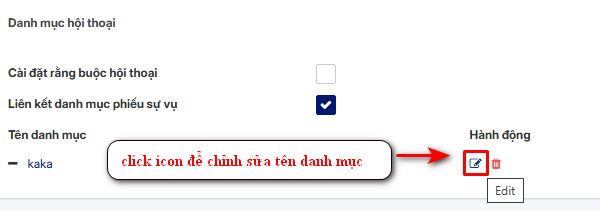 Danh mục hội thoại
Cài đặt rằng buộc hội thoại
Liên kết danh mục phiếu sự vụ
Tên danh mục Hành động
kaka click icon để chỉnh sửa tên danh mục
Edit